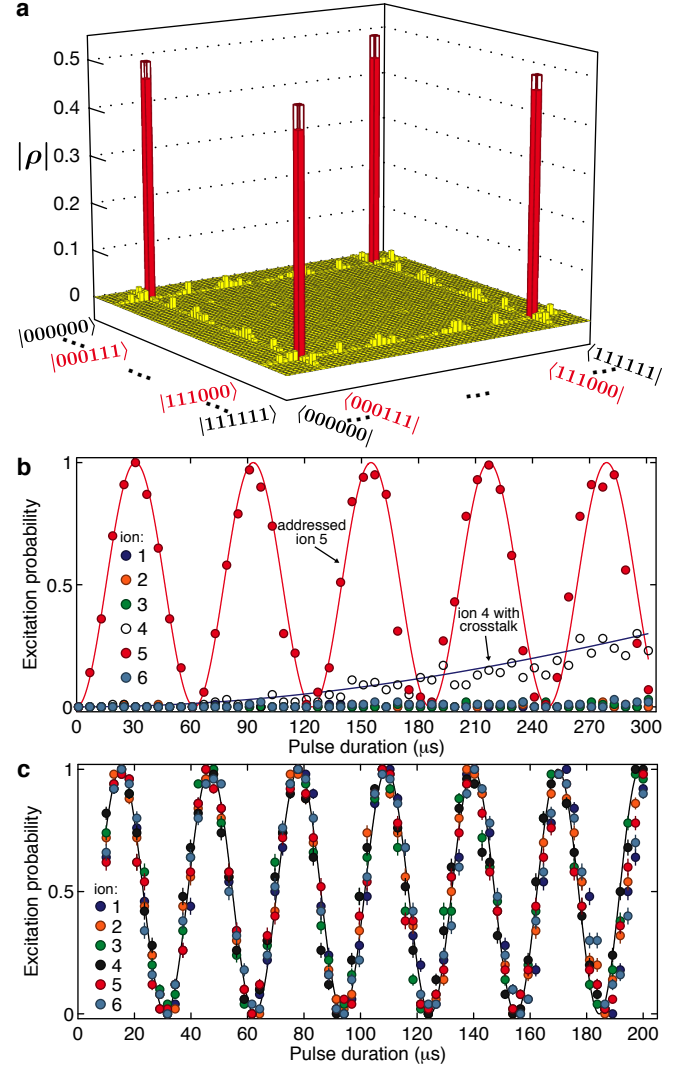 a
0.5
0.4
0.3
|ρ|
0.2
0.1
0
|000000⟩
|000111⟩
|111000⟩
|111111⟩
⟨000000|
⟨000111|
⟨111000|
⟨111111|
b
1
0.5
0
Excitation probability
ion:
1
2
3
4
5
6
addressed
ion 5
ion 4 with
crosstalk
0 30 60 90 120 150 180 210 240 270 300
Pulse duration (μs)
c
1
0.5
0
Excitation probability
ion:
1
2
3
4
5
6
0 20 40 60 80 100 120 140 160 180 200
Pulse duration (μs)